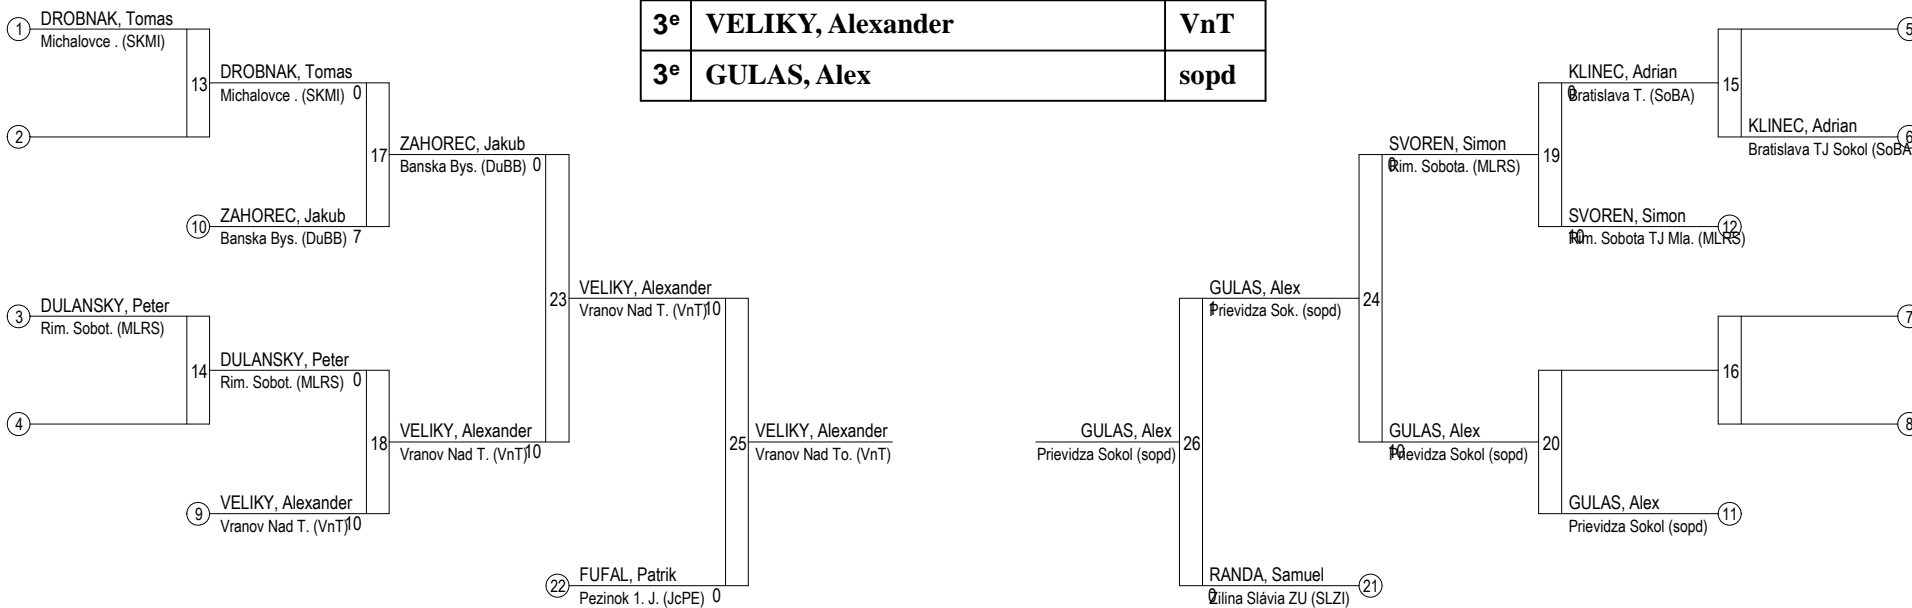 3e VELIKY, Alexander VnT
3e GULAS, Alex sopd
1 DROBNAK, Tomas
Michalovce . (SKMI)
2
13 DROBNAK, Tomas
Michalovce . (SKMI) 0
10 ZAHOREC, Jakub
Banska Bys. (DuBB) 7
17 ZAHOREC, Jakub
Banska Bys. (DuBB) 0
3 DULANSKY, Peter
Rim. Sobot. (MLRS)
4
14 DULANSKY, Peter
Rim. Sobot. (MLRS) 0
9 VELIKY, Alexander
Vranov Nad T. (VnT) 10
18 VELIKY, Alexander
Vranov Nad T. (VnT) 10
23 VELIKY, Alexander
Vranov Nad T. (VnT) 10
22 FUFAL, Patrik
Pezinok 1. J. (JcPE) 0
25 VELIKY, Alexander
Vranov Nad To. (VnT)
GULAS, Alex 26
Prievidza Sokol (sopd)
GULAS, Alex 24
1 Prievidza Sok. (sopd)
RANDA, Samuel 21
0 Zilina Slávia ZU (SLZI)
SVOREN, Simon 19
0 Rim. Sobota. (MLRS)
GULAS, Alex 20
10 Prievidza Sokol (sopd)
KLINEC, Adrian 15
0 Bratislava T. (SoBA)
SVOREN, Simon 12
10 Rim. Sobota TJ Mla. (MLRS)
16
GULAS, Alex 11
Prievidza Sokol (sopd)
5
KLINEC, Adrian 6
Bratislava TJ Sokol (SoBA
7
8